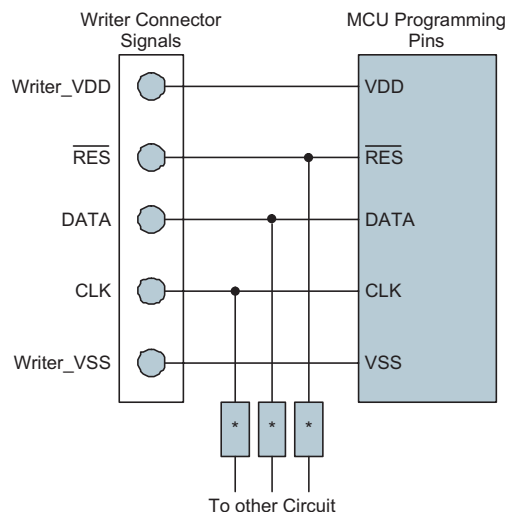 Writer Connector
Signals
MCU Programming
Pins
Writer_VDD
VDD
RES
RES
DATA
DATA
CLK
CLK
Writer_VSS
VSS
* * *
To other Circuit